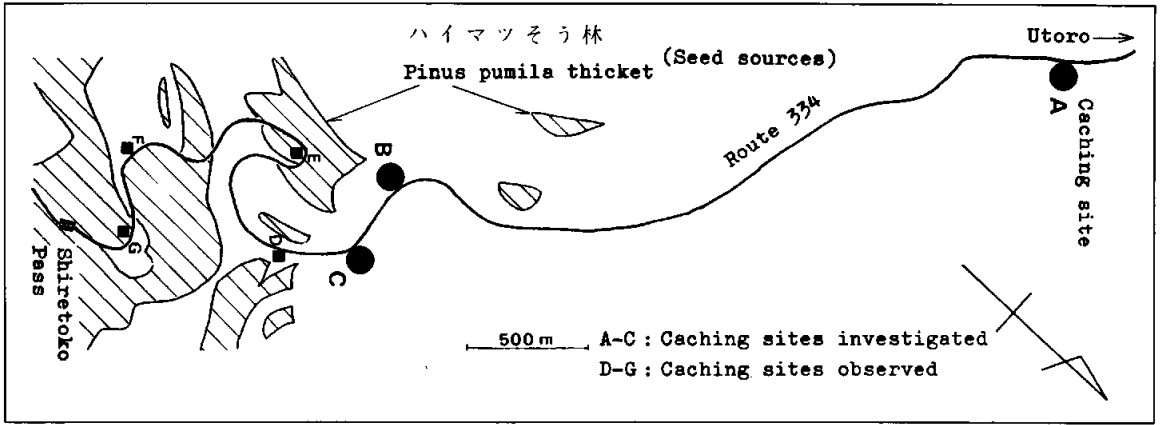 ハイマツそう林
Pinus pumila thicket (Seed sources)
Utoro
A
Caching site
Route 334
B
C
D
E
F
G
Shiretoko
Pass
500 m
A-C : Caching sites investigated
D-G : Caching sites observed